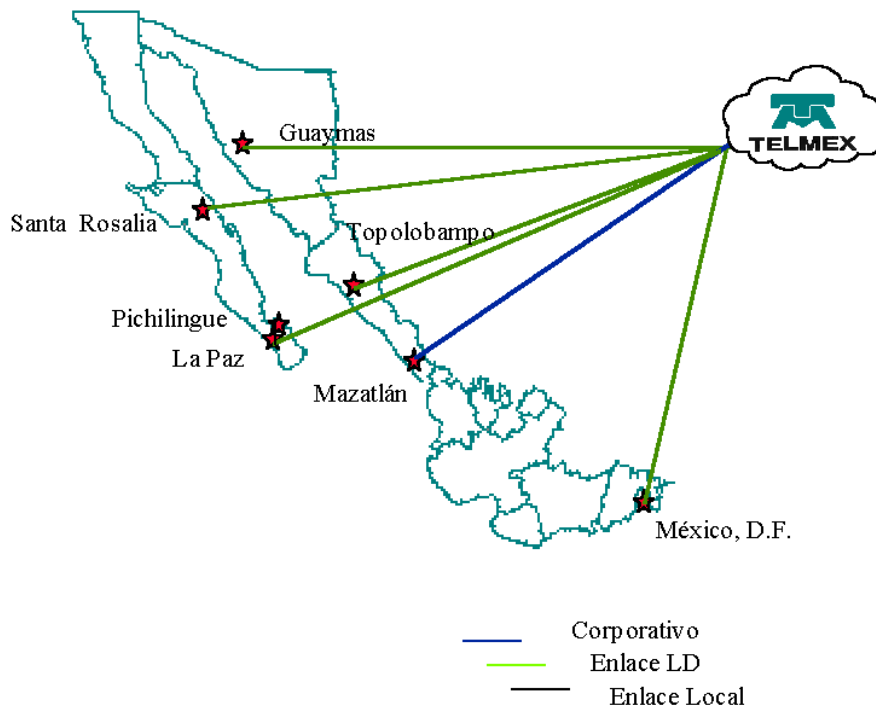 TELMEX
Guaymas
Santa Rosalia
Topolobampo
Pichilingue
La Paz
Mazatlán
México, D.F.
Corporativo
Enlace LD
Enlace Local